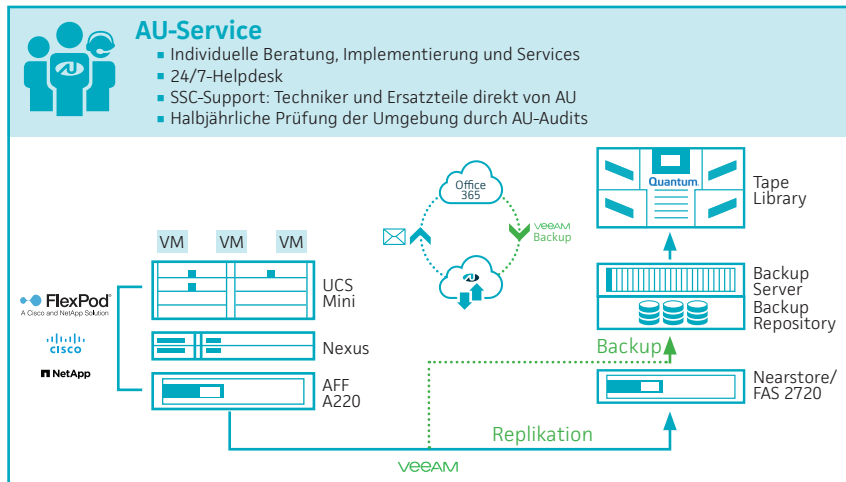 AU-Service
Individuelle Beratung, Implementierung und Services
24/7-Helpdesk
SSC-Support: Techniker und Ersatzteile direkt von AU
Halbjährliche Prüfung der Umgebung durch AU-Audits
Office
365
veeAM
Backup
Quantum
Tape
Library
VM VM VM
UCS
Mini
FlexPod
A Cisco and NetApp Solution
cisco
NetApp
Nexus
AFF
A220
Backup
Server
Backup
Repository
Backup
Nearstore/
FAS 2720
Replikation
veeAM